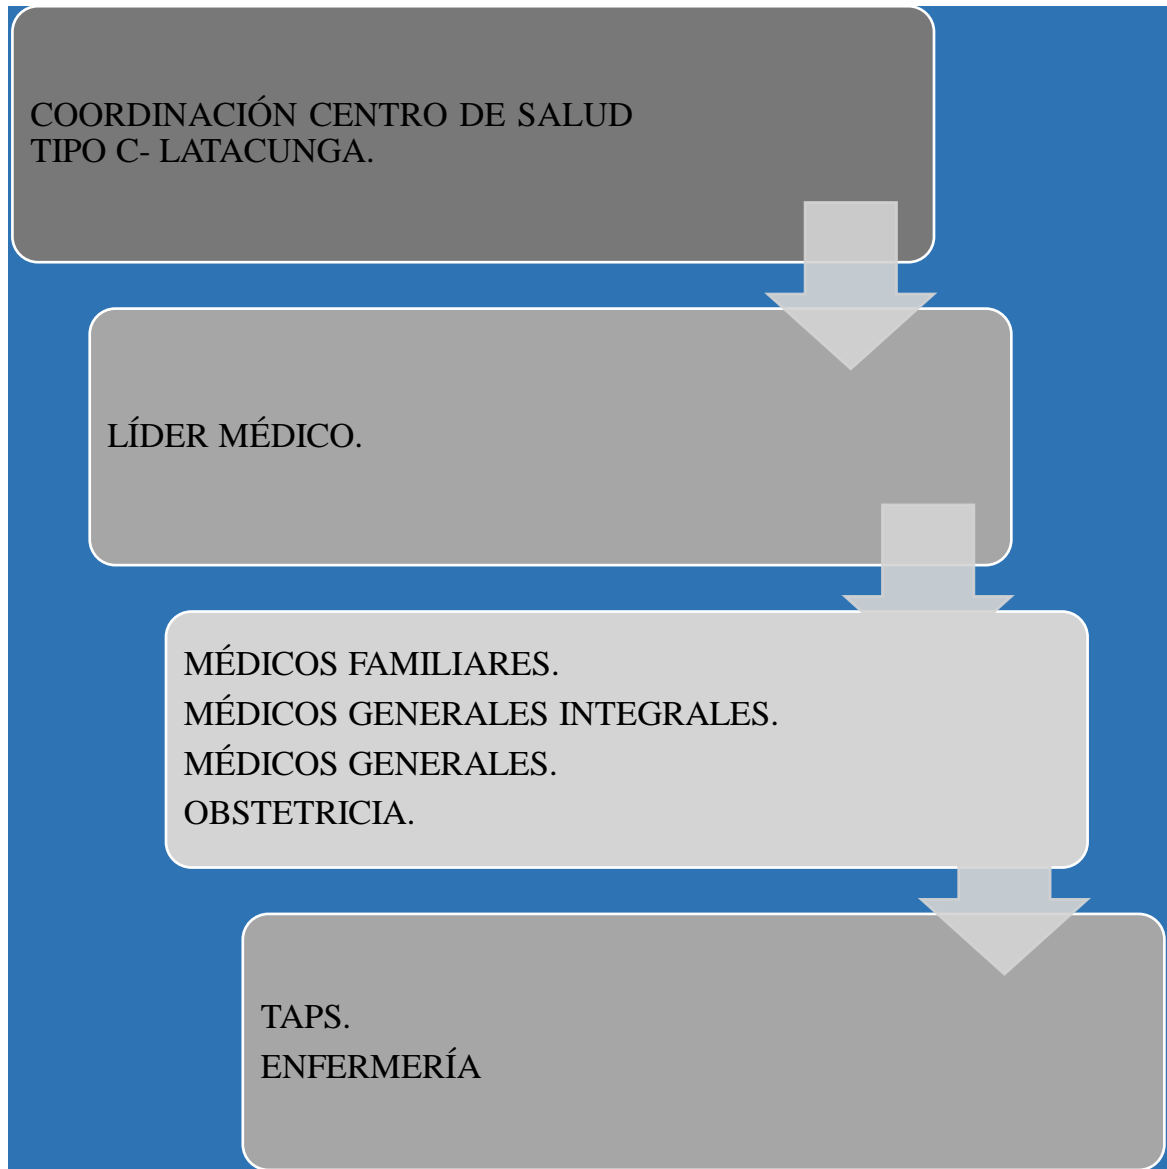 COORDINACIÓN CENTRO DE SALUD
TIPO C- LATACUNGA.
LÍDER MÉDICO.
MÉDICOS FAMILIARES.
MÉDICOS GENERALES INTEGRALES.
MÉDICOS GENERALES.
OBSTETRICIA.
TAPS.
ENFERMERÍA